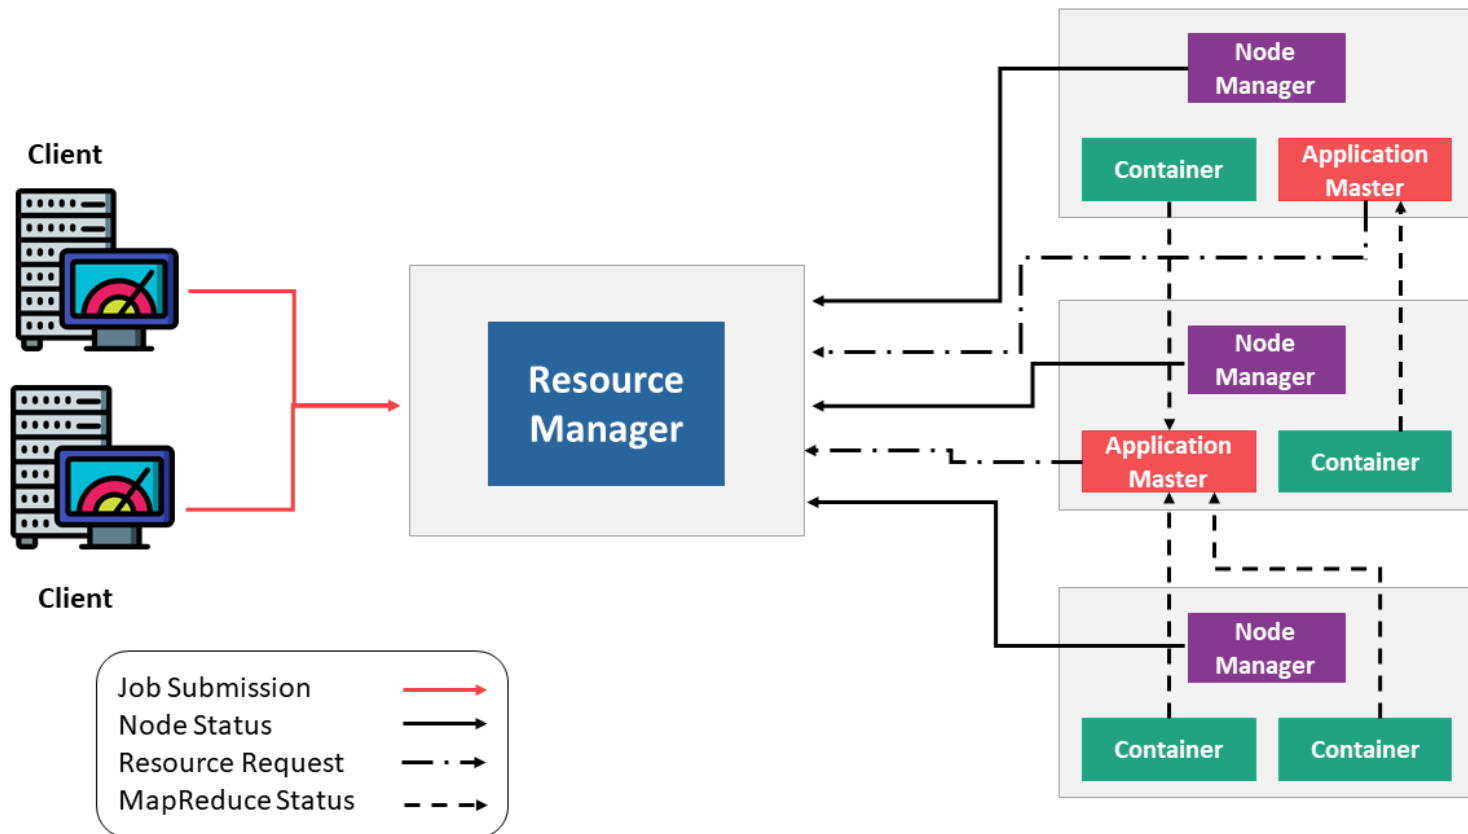 Client
Client
Job Submission
Node Status
Resource Request
MapReduce Status
Resource
Manager
Node
Manager
Container
Application
Master
Node
Manager
Application
Master
Container
Node
Manager
Container
Container